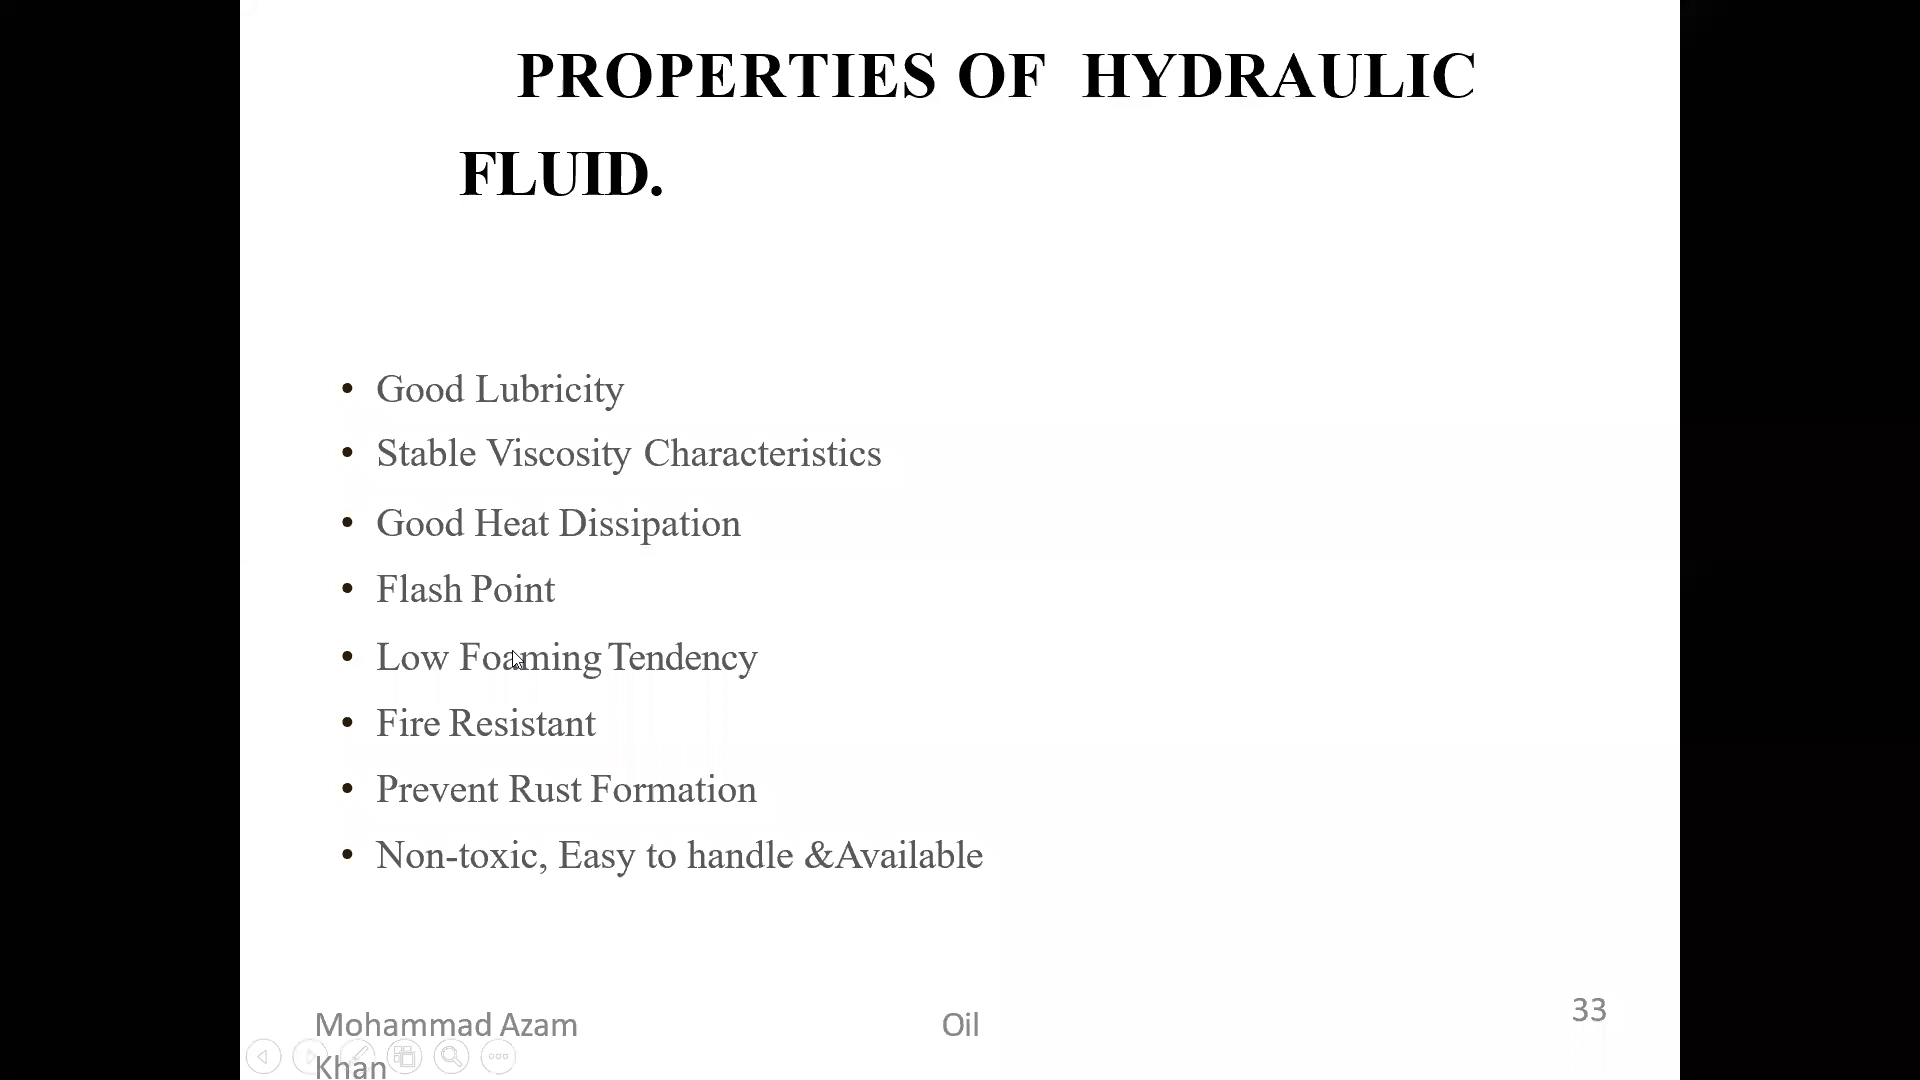 PROPERTIES OF HYDRAULIC
FLUID.
• Good Lubricity
• Stable Viscosity Characteristics
• Good Heat Dissipation
• Flash Point
• Low Foaming Tendency
• Fire Resistant
• Prevent Rust Formation
• Non-toxic, Easy to handle &Available
Mohammad Azam
Khan
Oil
33